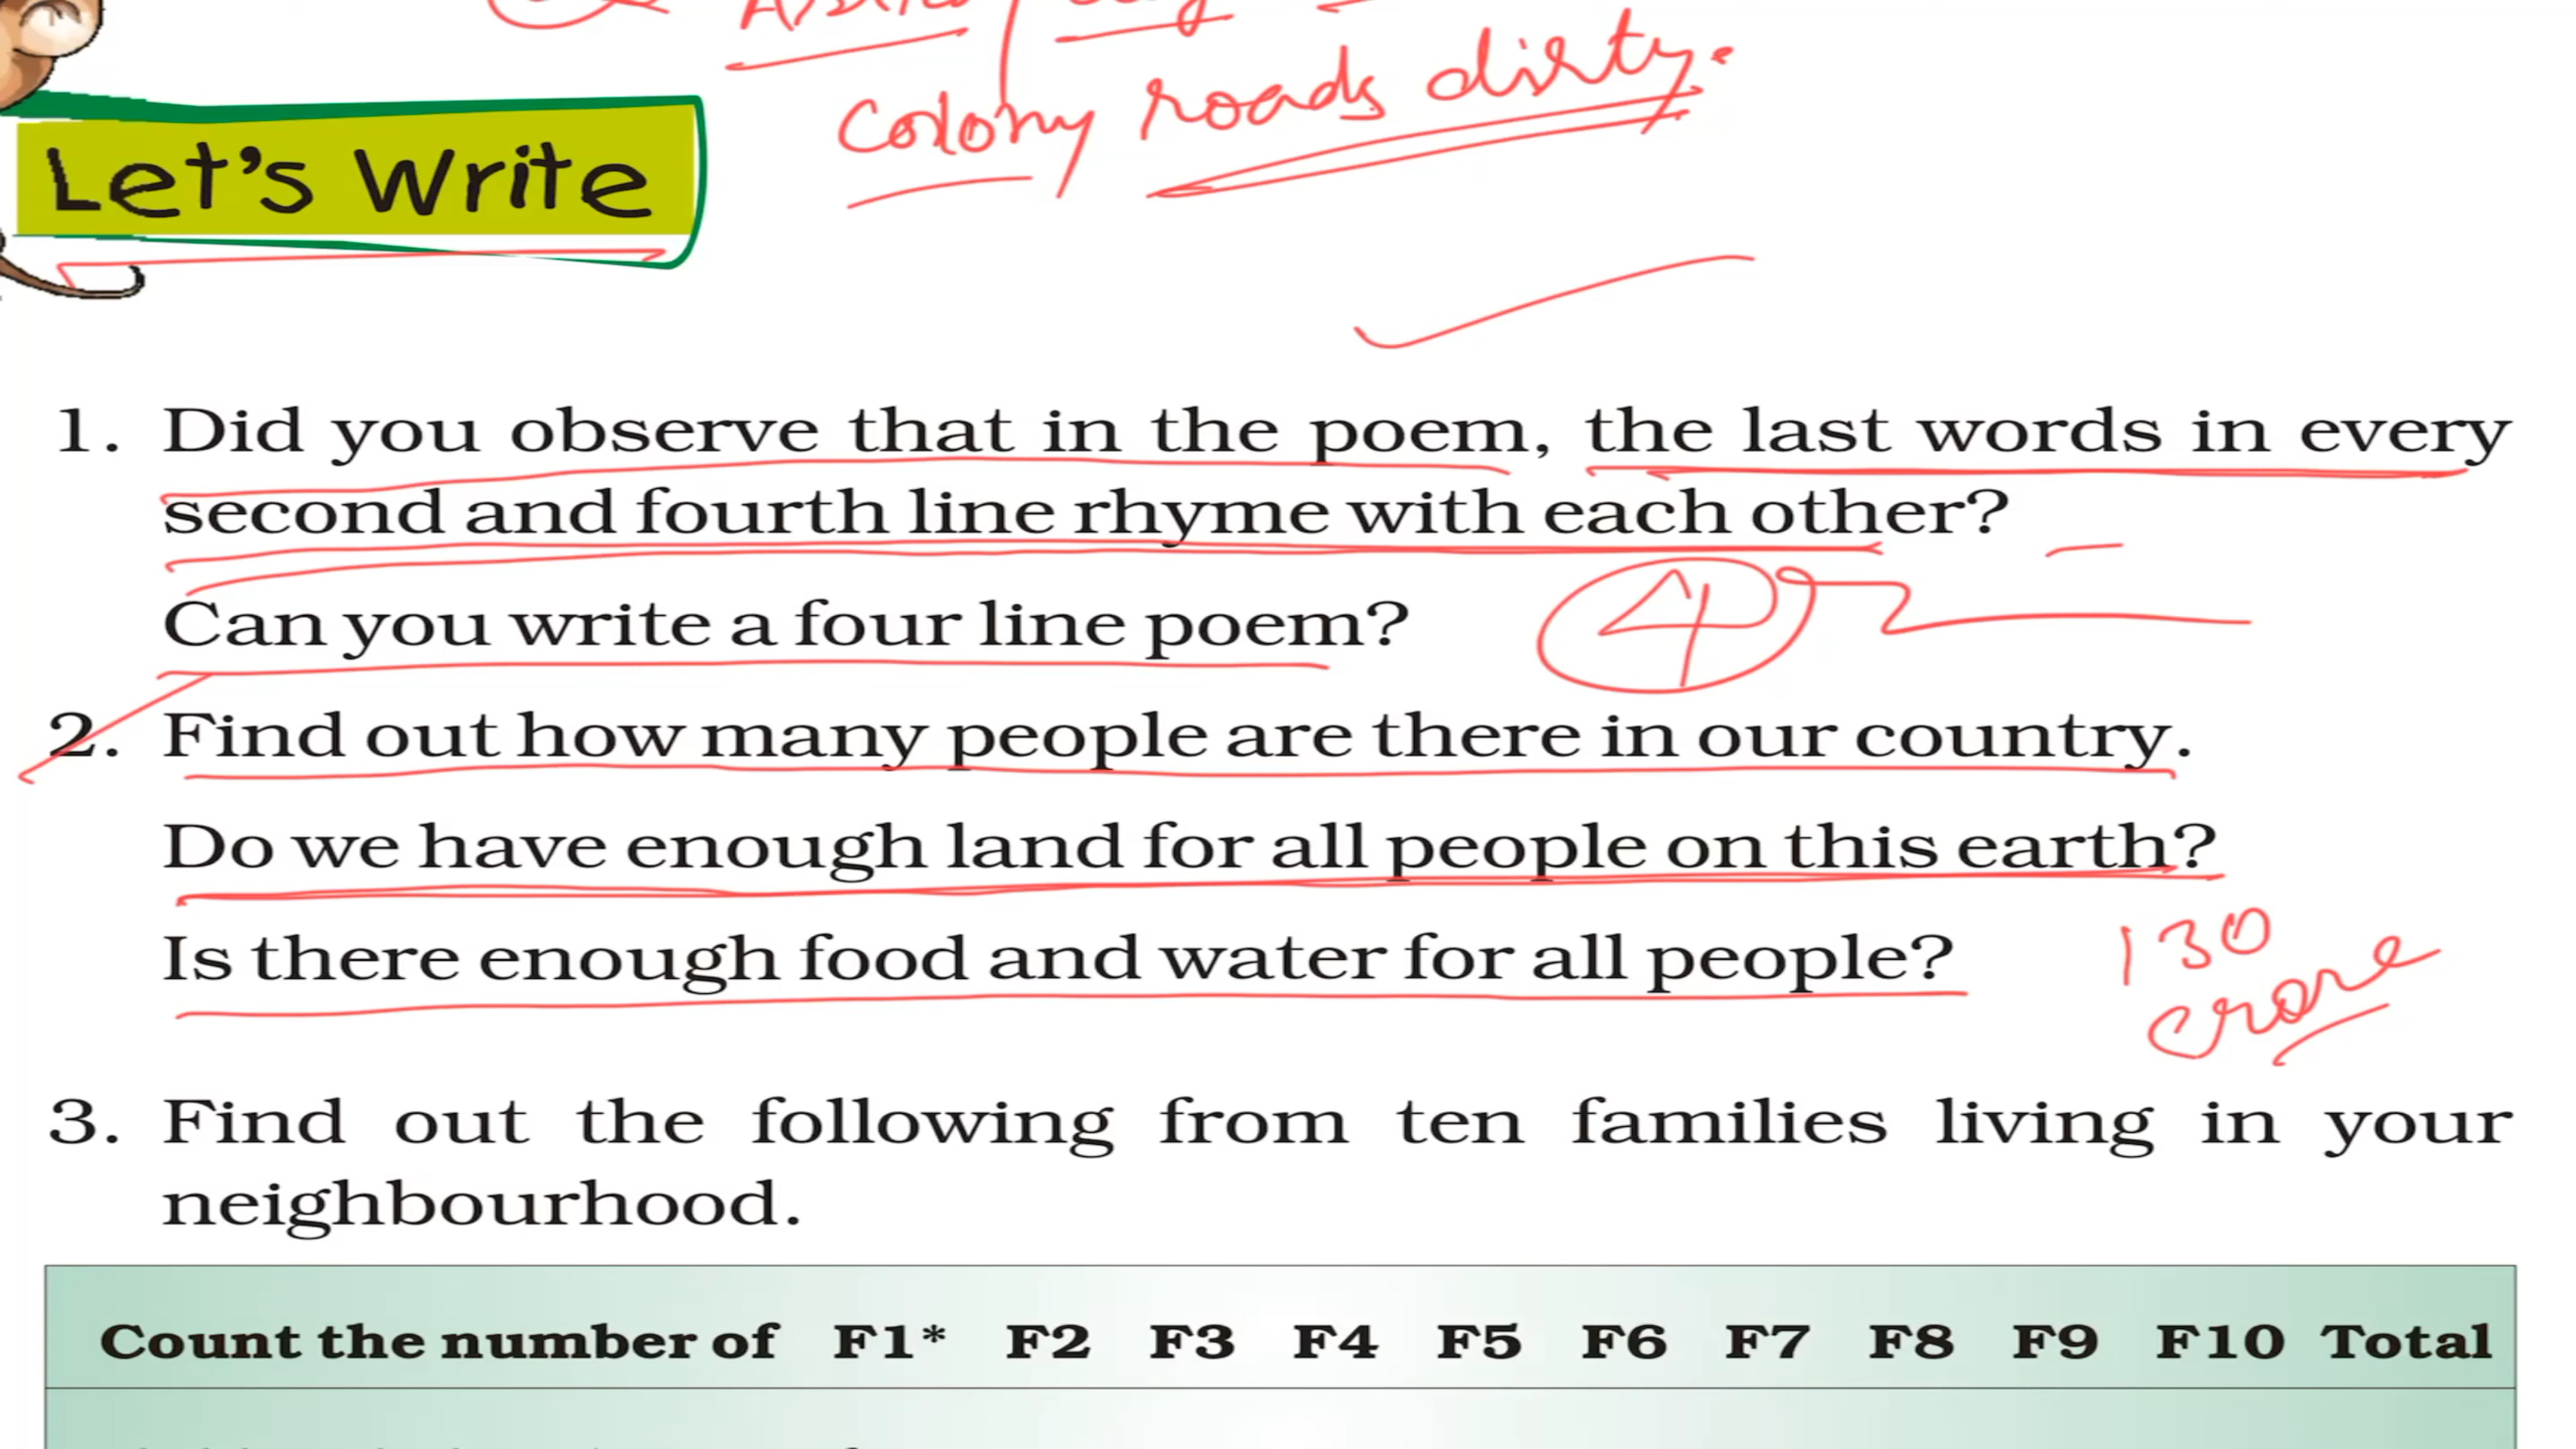 colony roads dirty.
Let's Write
1. Did you observe that in the poem, the last words in every
second and fourth line rhyme with each other?
Can you write a four line poem?
4
2. Find out how many people are there in our country.
Do we have enough land for all people on this earth?
Is there enough food and water for all people?
130
crore
3. Find out the following from ten families living in your
neighbourhood.
Count the number of F1* F2 F3 F4 F5 F6 F7 F8 F9 F10 Total